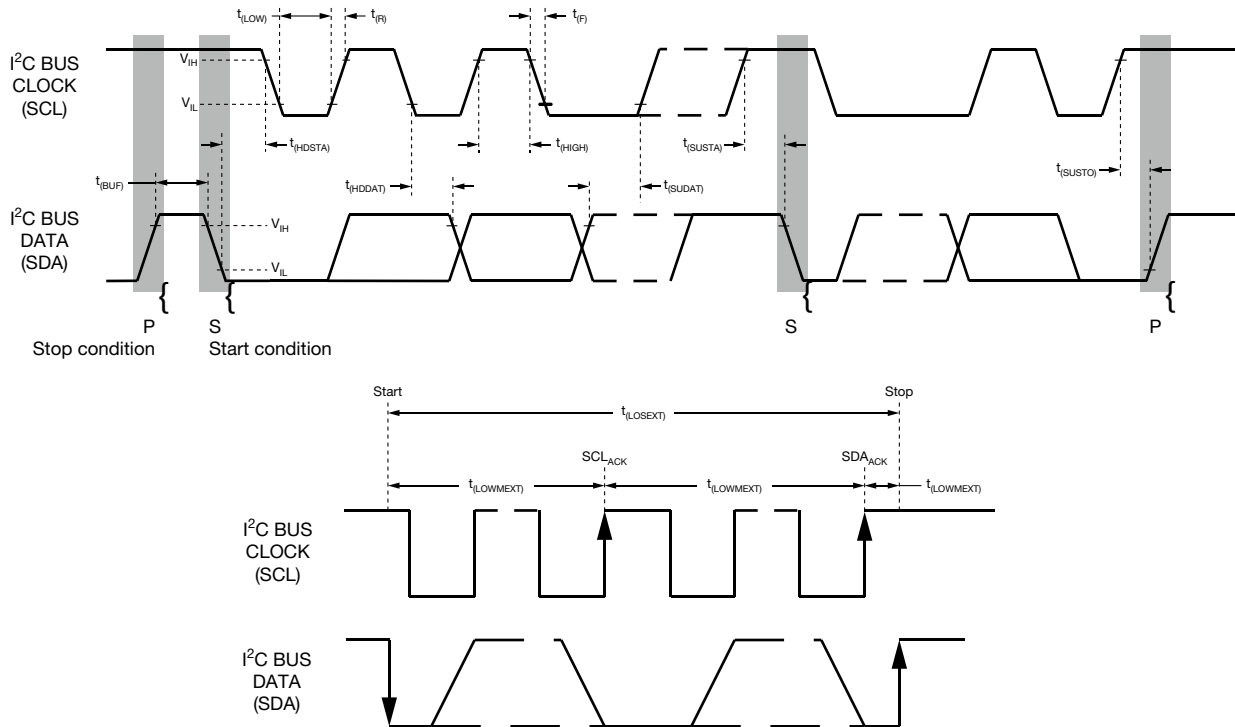 t(LOW)
t(R)
t(F)
I²C BUS
CLOCK
(SCL)
VIH
VIL
t(HDSTA)
t(HIGH)
t(SUSTA)
t(BUF)
t(HDDAT)
t(SUDAT)
t(SUSTO)
I²C BUS
DATA
(SDA)
VIH
VIL
{ { { {
P S S P
Stop condition Start condition
Start Stop
t(LOSEXT)
SCLACK SDAACK
t(LOWMEXT) t(LOWMEXT) t(LOWMEXT)
I²C BUS
CLOCK
(SCL)
I²C BUS
DATA
(SDA)